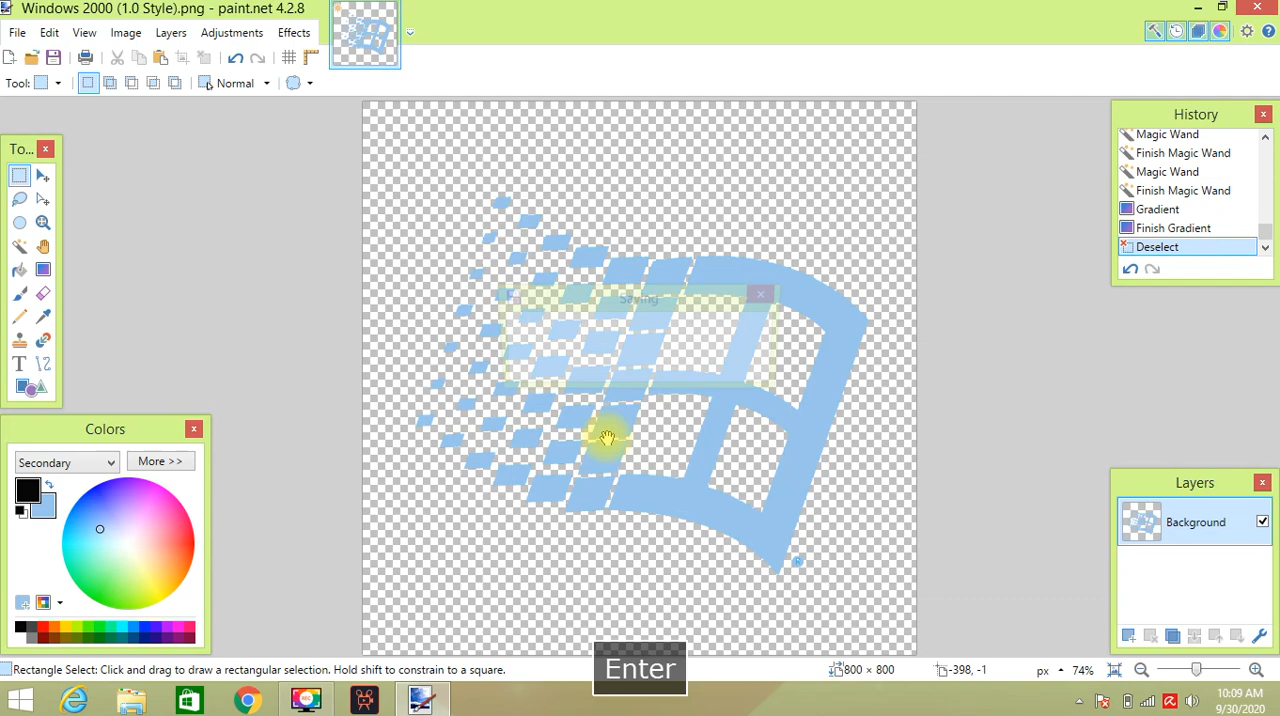 Windows 2000 (1.0 Style).png - paint.net 4.2.8
File Edit View Image Layers Adjustments Effects
Tool: Normal
To...
History
Magic Wand
Finish Magic Wand
Magic Wand
Finish Magic Wand
Gradient
Finish Gradient
Deselect
Saving
Colors
Secondary
More >>
Layers
Background
Enter
Rectangle Select: Click and drag to draw a rectangular selection. Hold shift to constrain to a square.
800 × 800
-398, -1
px
74%
REC
10:09 AM
9/30/2020